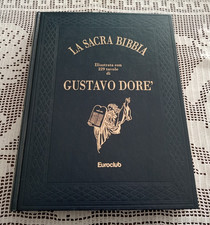 LA SACRA BIBBIA
Illustrata con
229 tavole
di
GUSTAVO DORE'
Euroclub